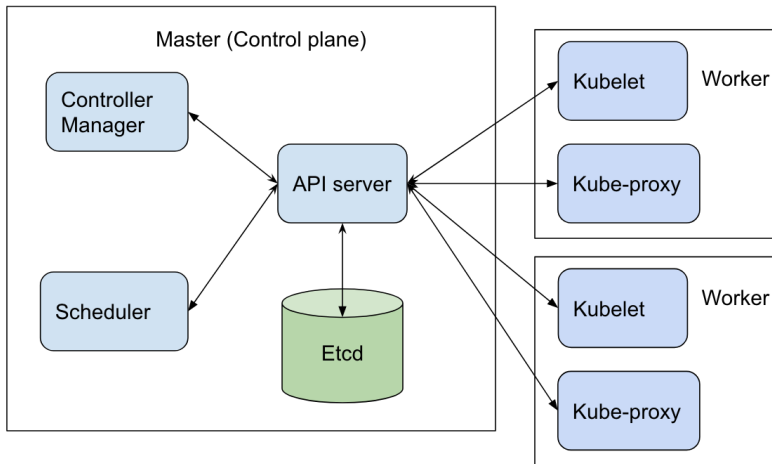 Master (Control plane)
Controller
Manager
API server
Scheduler
Etcd
Kubelet
Worker
Kube-proxy
Kubelet
Worker
Kube-proxy